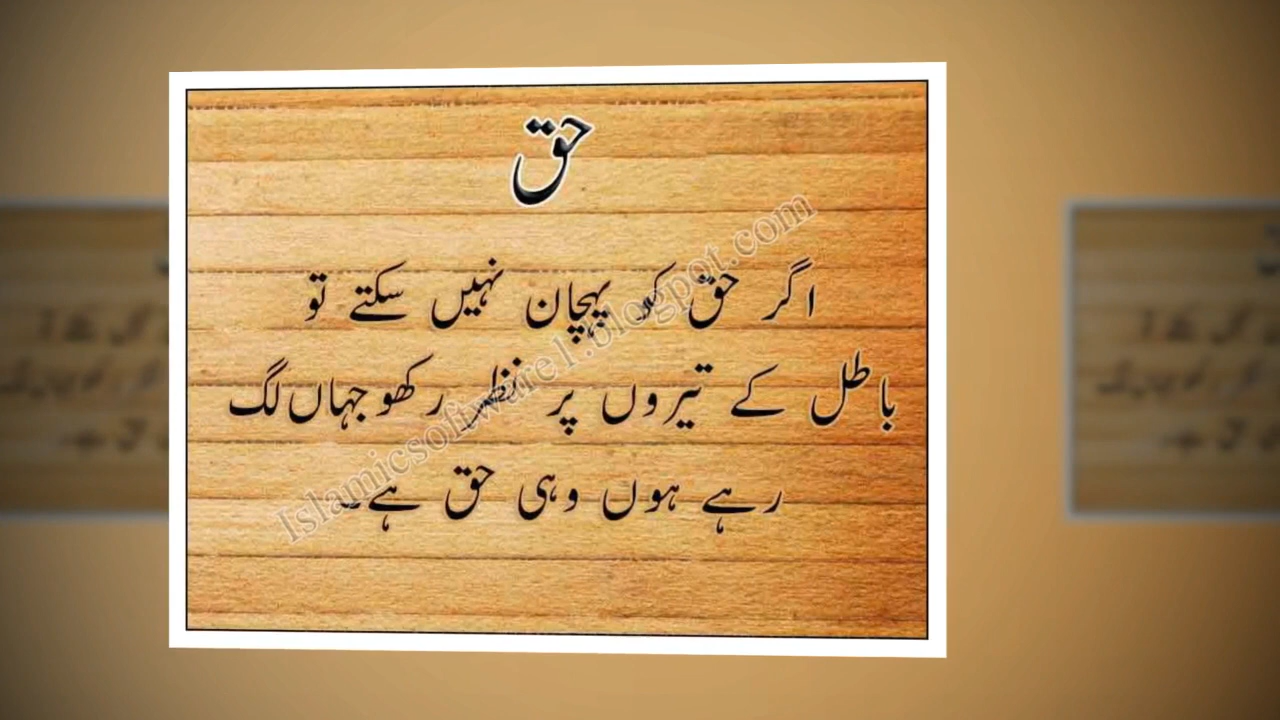 حق
اگر حق کو پہچان نہیں سکتے تو
باطل کے تیروں پر نظر رکھو جہاں لگ
رہے ہوں وہی حق ہے۔
Islamicsoftware1.blogspot.com